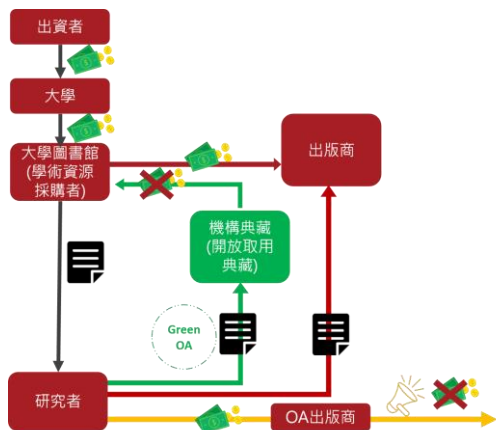 出資者
大學
大學圖書館
(學術資源
採購者)
出版商
機構典藏
(開放取用
典藏)
Green
OA
研究者
OA出版商